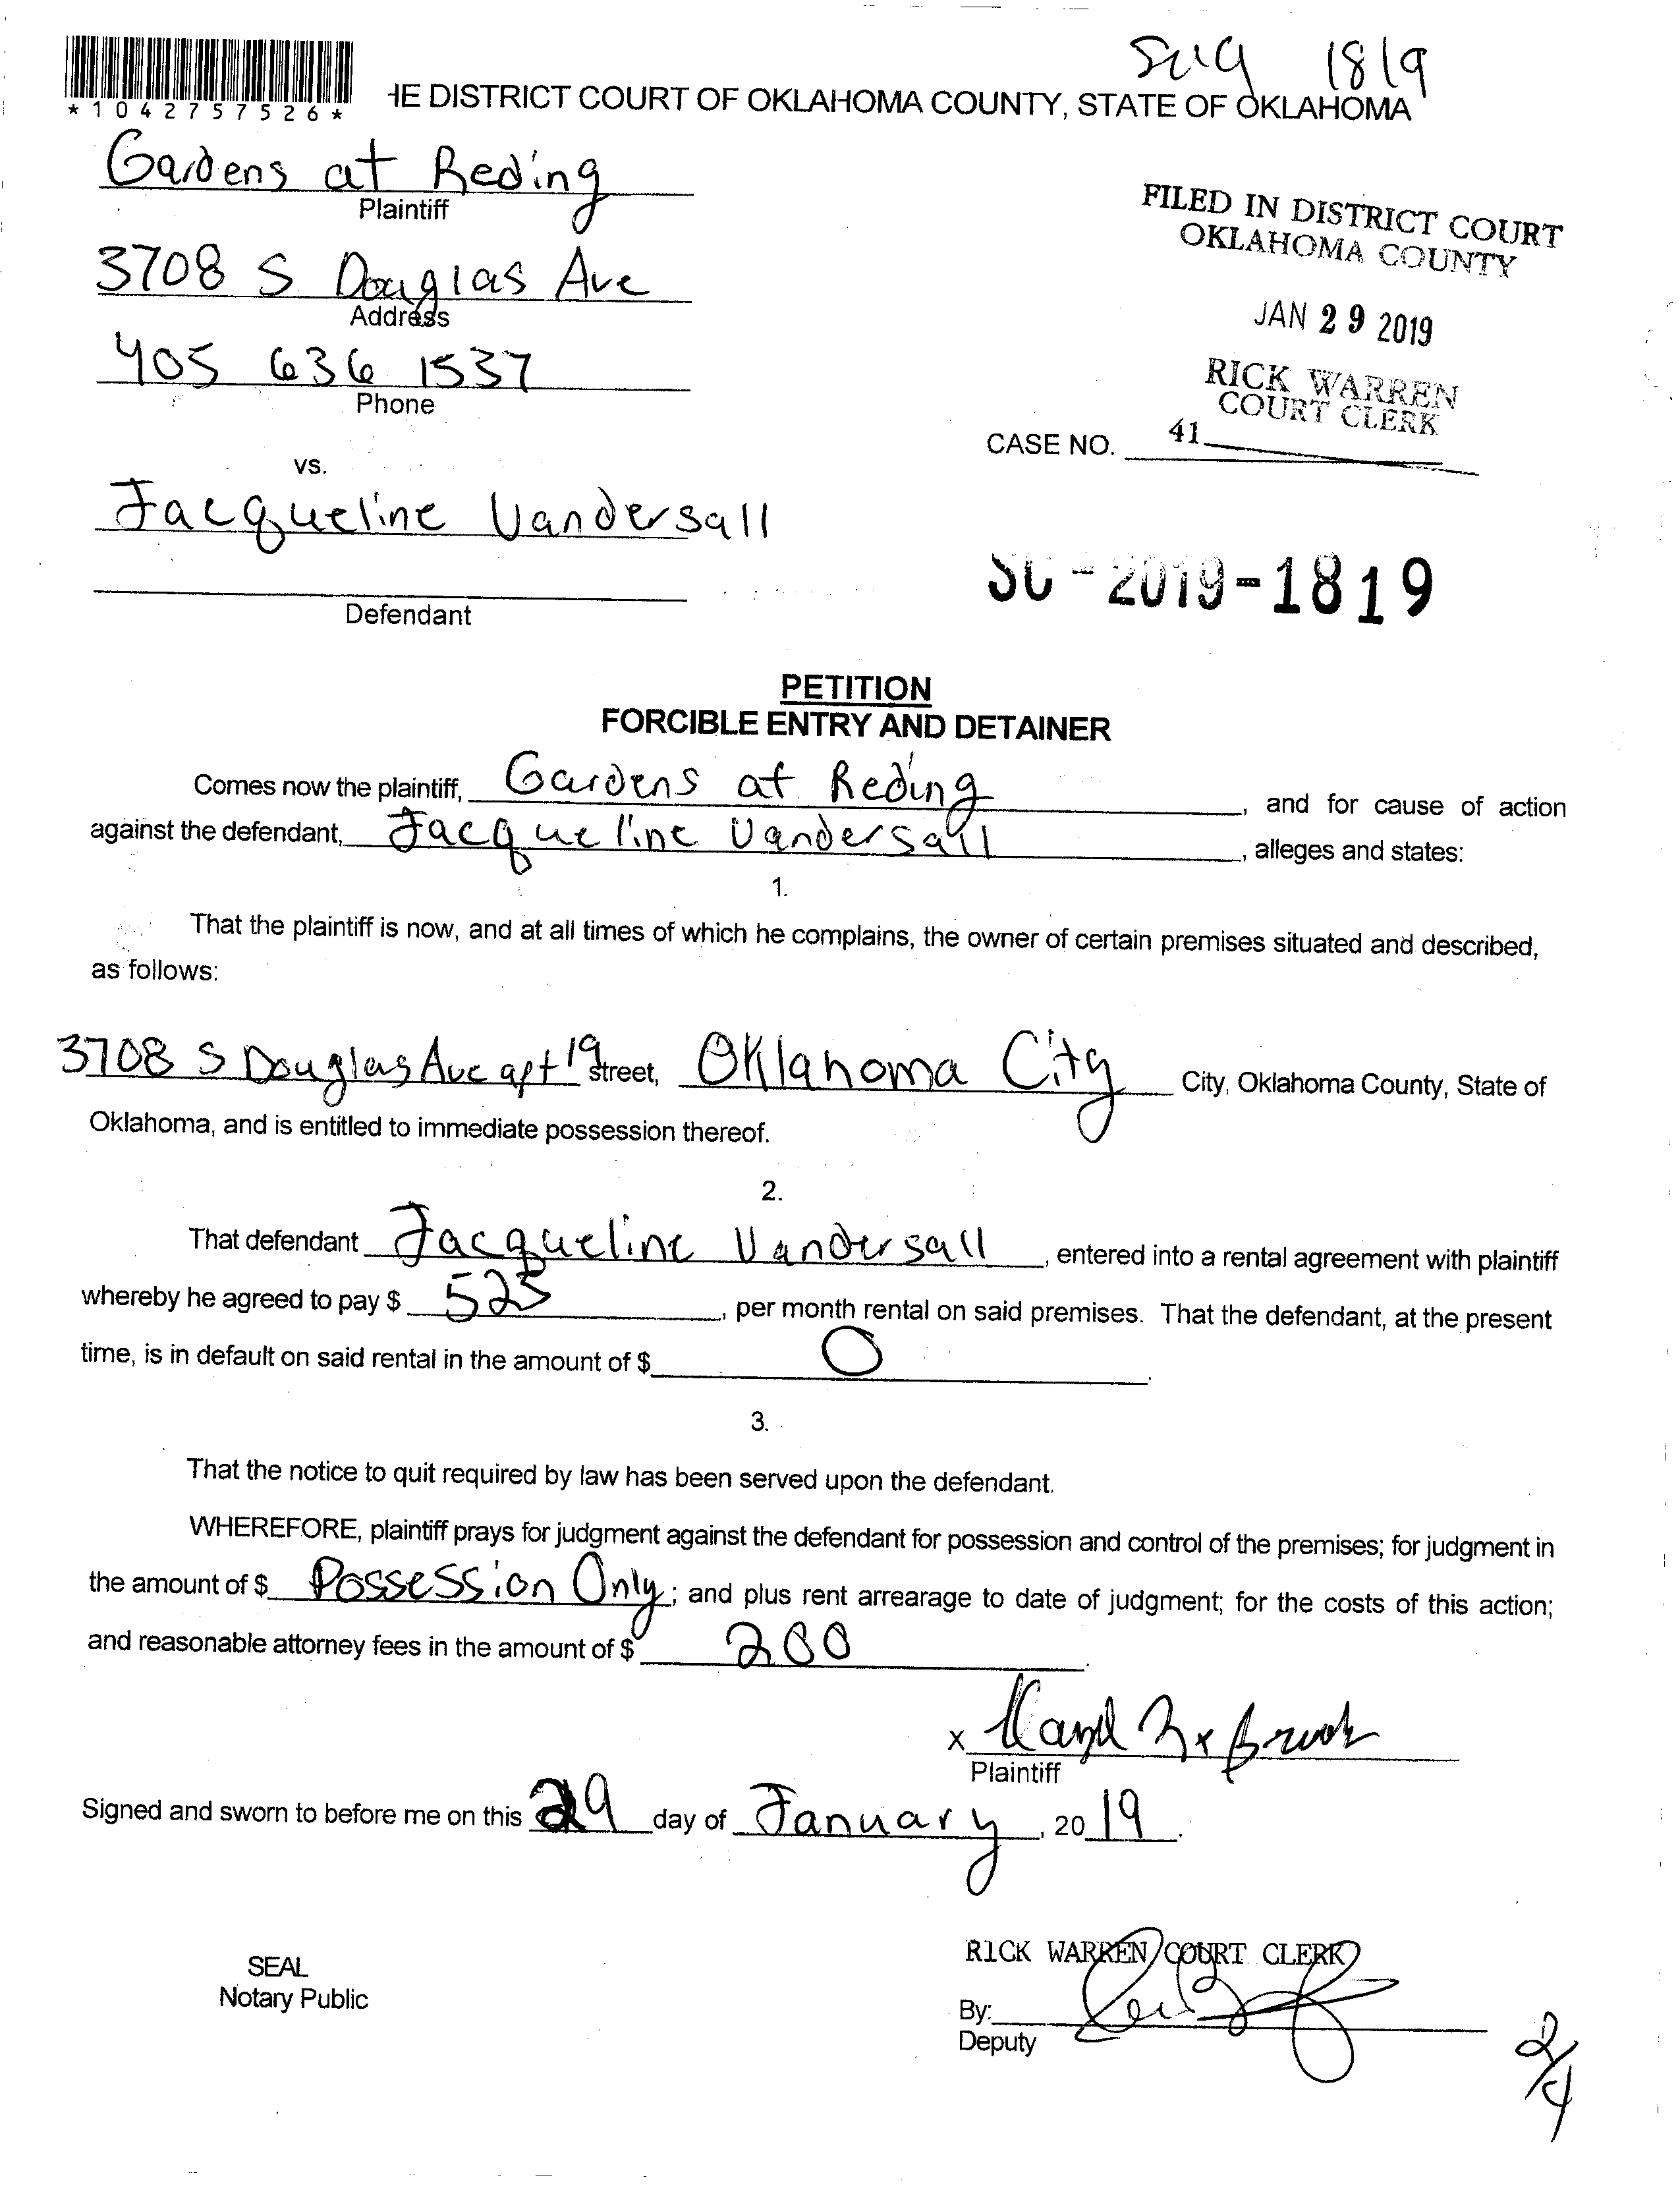 1819
*1042757526*
HE DISTRICT COURT OF OKLAHOMA COUNTY, STATE OF OKLAHOMA
Gardens at Reding
Plaintiff
3708 S Douglas Ave
Address
405 636 1537
Phone
FILED IN DISTRICT COURT
OKLAHOMA COUNTY
JAN 29 2019
RICK WARREN
COURT CLERK
CASE NO. 41
vs.
Jacqueline Vandersall
Defendant
SC-2019-1819
PETITION
FORCIBLE ENTRY AND DETAINER
Comes now the plaintiff, Gardens at Reding, and for cause of action
against the defendant, Jacqueline Vandersall, alleges and states:
1.
That the plaintiff is now, and at all times of which he complains, the owner of certain premises situated and described,
as follows:
3708 S Douglas Ave apt 19 street, Oklahoma City City, Oklahoma County, State of
Oklahoma, and is entitled to immediate possession thereof.
2.
That defendant Jacqueline Vandersall, entered into a rental agreement with plaintiff
whereby he agreed to pay $ 525, per month rental on said premises. That the defendant, at the present
time, is in default on said rental in the amount of $ 0.
3.
That the notice to quit required by law has been served upon the defendant.
WHEREFORE, plaintiff prays for judgment against the defendant for possession and control of the premises; for judgment in
the amount of $ Possession Only; and plus rent arrearage to date of judgment; for the costs of this action;
and reasonable attorney fees in the amount of $ 200.
x
Plaintiff
Signed and sworn to before me on this 29 day of January, 2019.
SEAL
Notary Public
RICK WARREN COURT CLERK
By:
Deputy
2/4